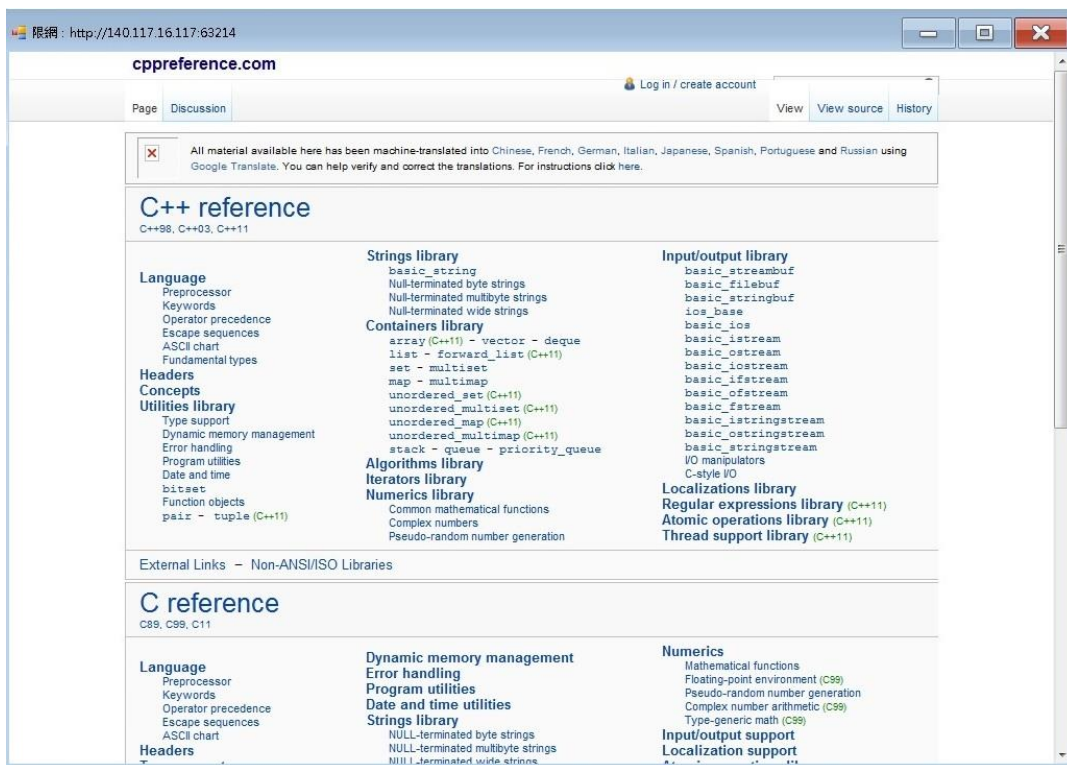 限網 : http://140.117.16.117:63214
cppreference.com
Log in / create account
Page Discussion
View View source History
All material available here has been machine-translated into Chinese, French, German, Italian, Japanese, Spanish, Portuguese and Russian using
Google Translate. You can help verify and correct the translations. For instructions click here.
C++ reference
C++98, C++03, C++11
Language
Preprocessor
Keywords
Operator precedence
Escape sequences
ASCII chart
Fundamental types
Headers
Concepts
Utilities library
Type support
Dynamic memory management
Error handling
Program utilities
Date and time
bitset
Function objects
pair - tuple (C++11)
Strings library
basic_string
Null-terminated byte strings
Null-terminated multibyte strings
Null-terminated wide strings
Containers library
array (C++11) - vector - deque
list - forward_list (C++11)
set - multiset
map - multimap
unordered_set (C++11)
unordered_multiset (C++11)
unordered_map (C++11)
unordered_multimap (C++11)
stack - queue - priority_queue
Algorithms library
Iterators library
Numerics library
Common mathematical functions
Complex numbers
Pseudo-random number generation
Input/output library
basic_streambuf
basic_filebuf
basic_stringbuf
ios_base
basic_ios
basic_istream
basic_ostream
basic_iostream
basic_ifstream
basic_ofstream
basic_fstream
basic_istringstream
basic_ostringstream
basic_stringstream
I/O manipulators
C-style I/O
Localizations library
Regular expressions library (C++11)
Atomic operations library (C++11)
Thread support library (C++11)
External Links – Non-ANSI/ISO Libraries
C reference
C89, C99, C11
Language
Preprocessor
Keywords
Operator precedence
Escape sequences
ASCII chart
Headers
Dynamic memory management
Error handling
Program utilities
Date and time utilities
Strings library
NULL-terminated byte strings
NULL-terminated multibyte strings
NULL-terminated wide strings
Numerics
Mathematical functions
Floating-point environment (C99)
Pseudo-random number generation
Complex number arithmetic (C99)
Type-generic math (C99)
Input/output support
Localization support